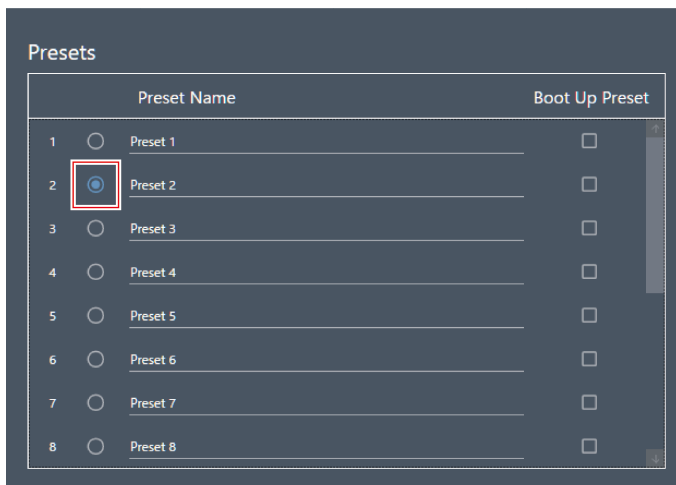 Presets
Preset Name Boot Up Preset
1 Preset 1
2 Preset 2
3 Preset 3
4 Preset 4
5 Preset 5
6 Preset 6
7 Preset 7
8 Preset 8